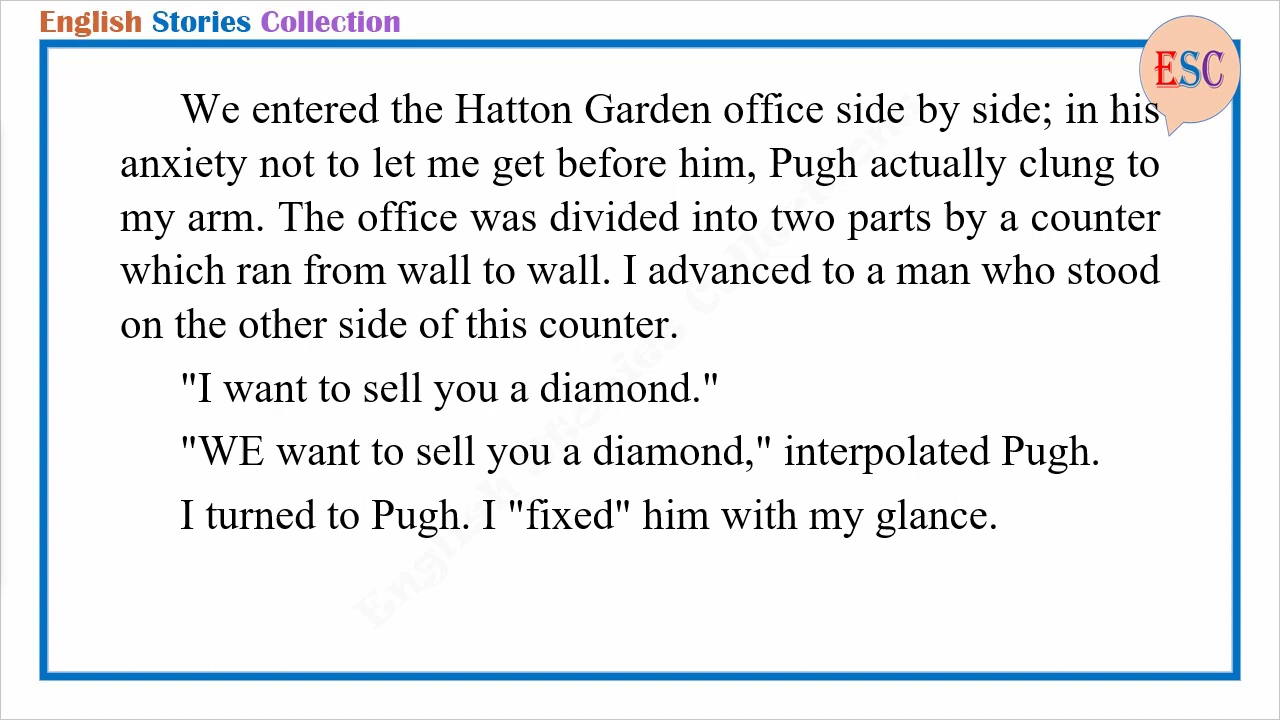 English Stories Collection
ESC
We entered the Hatton Garden office side by side; in his
anxiety not to let me get before him, Pugh actually clung to
my arm. The office was divided into two parts by a counter
which ran from wall to wall. I advanced to a man who stood
on the other side of this counter.
"I want to sell you a diamond."
"WE want to sell you a diamond," interpolated Pugh.
I turned to Pugh. I "fixed" him with my glance.
English Stories Collection